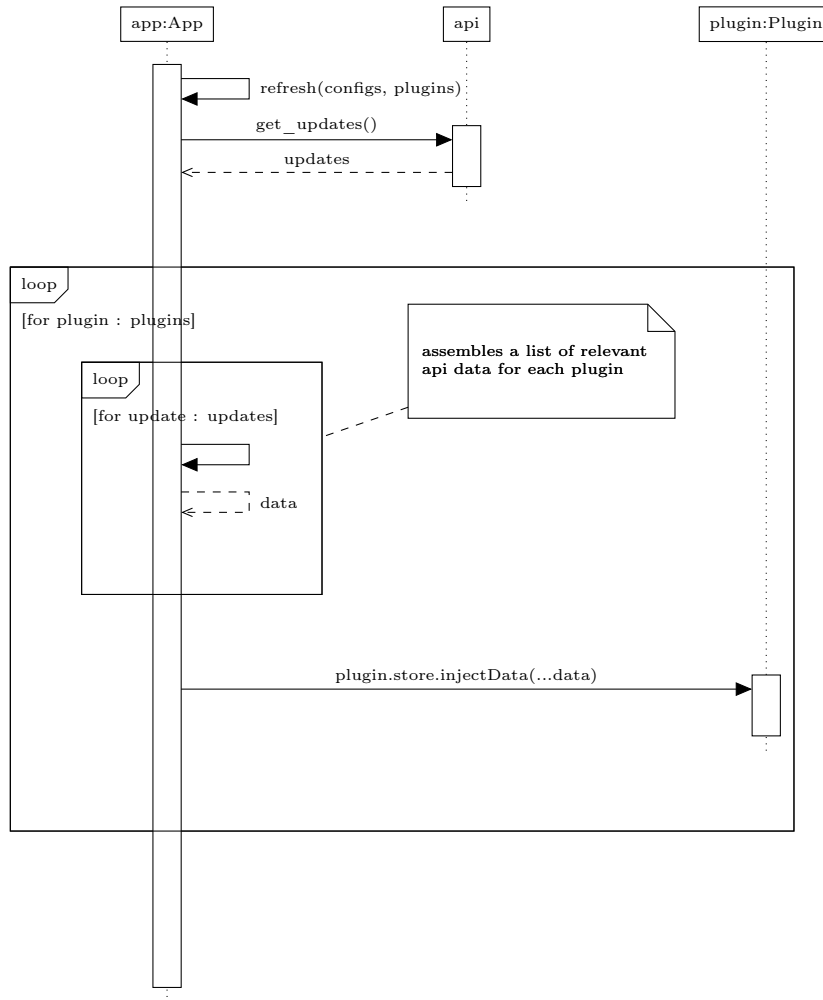 app:App
api
plugin:Plugin
refresh(configs, plugins)
get_updates()
updates
loop
[for plugin : plugins]
assembles a list of relevant
api data for each plugin
loop
[for update : updates]
data
plugin.store.injectData(...data)